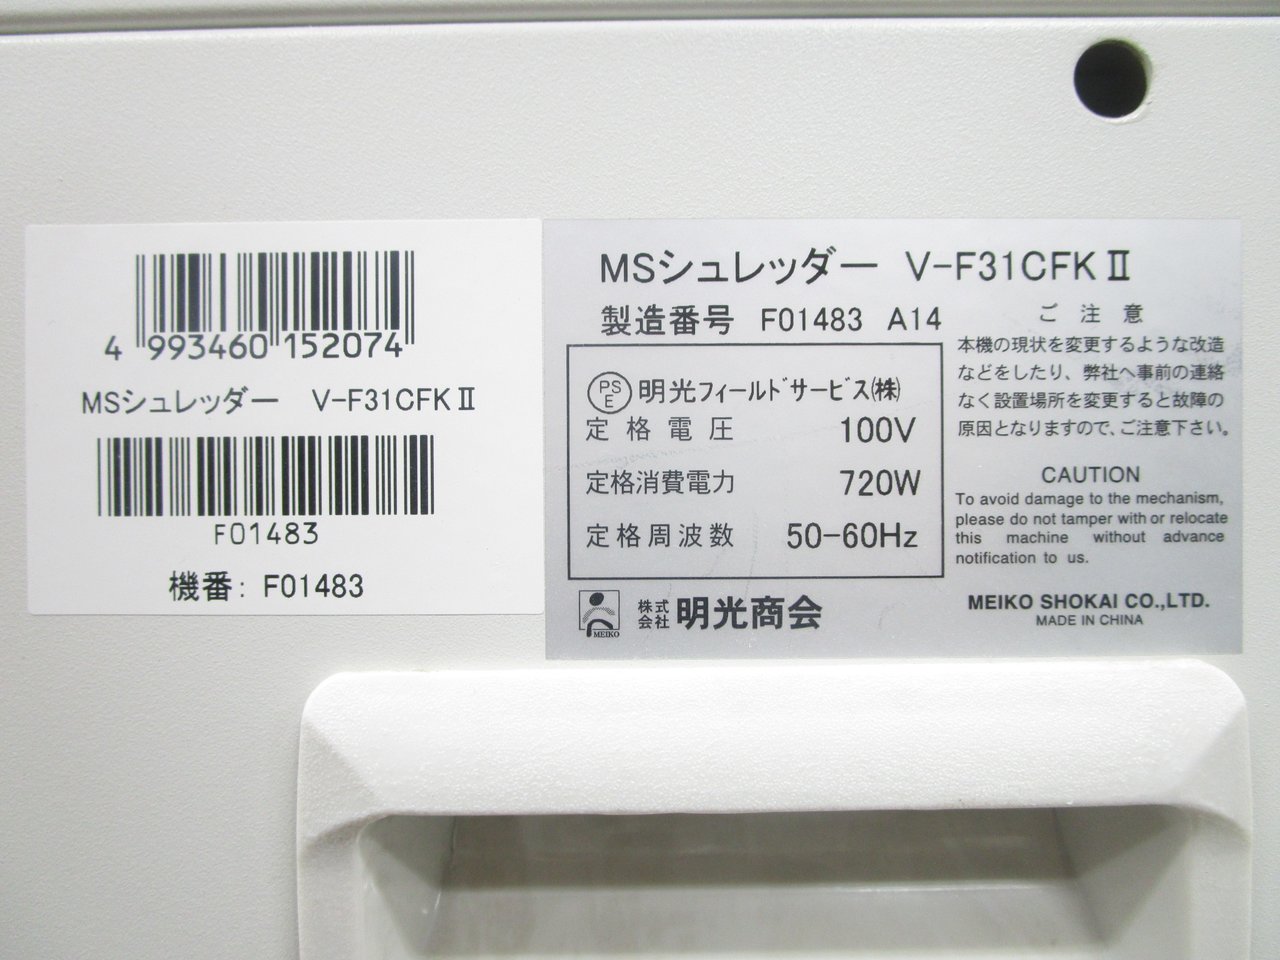 4 993460 152074
MSシュレッダー V-F31CFKⅡ
F01483
機番: F01483
MSシュレッダー V-F31CFKⅡ
製造番号 F01483 A14
PS
E
明光フィールドサービス㈱
定格電圧 100V
定格消費電力 720W
定格周波数 50-60Hz
MEIKO
株式
会社
明光商会
ご注意
本機の現状を変更するような改造
などをしたり、弊社へ事前の連絡
なく設置場所を変更すると故障の
原因となりますので、ご注意下さい。
CAUTION
To avoid damage to the mechanism,
please do not tamper with or relocate
this machine without advance
notification to us.
MEIKO SHOKAI CO.,LTD.
MADE IN CHINA